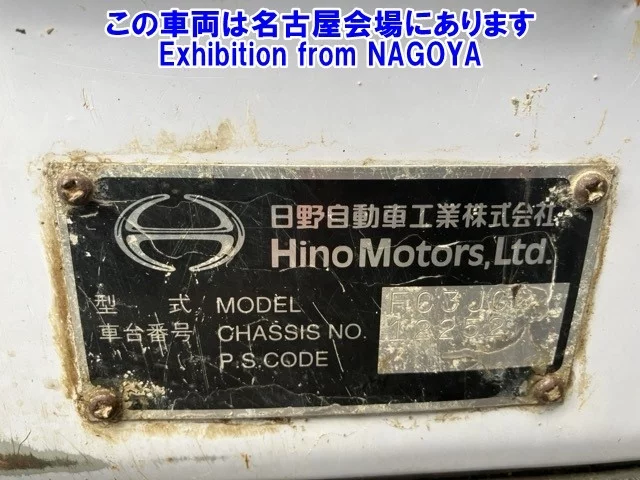 この車両は名古屋会場にあります
Exhibition from NAGOYA
日野自動車工業株式会社
Hino Motors, Ltd.
型 式 MODEL
車台番号 CHASSIS NO.
P.S.CODE